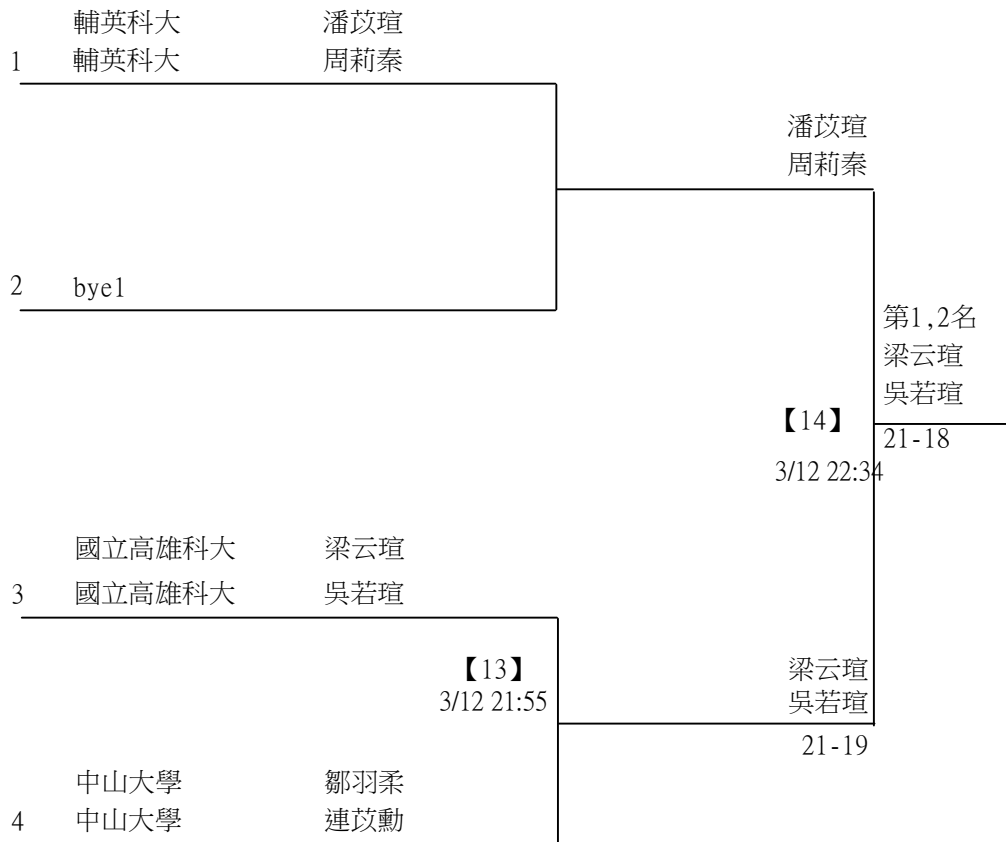 輔英科大 潘苡瑄
1 輔英科大 周莉秦
潘苡瑄
周莉秦
2 bye1
第1,2名
梁云瑄
吳若瑄
【14】
21-18
3/12 22:34
國立高雄科大 梁云瑄
3 國立高雄科大 吳若瑄
【13】
3/12 21:55
梁云瑄
吳若瑄
21-19
中山大學 鄒羽柔
4 中山大學 連苡勳